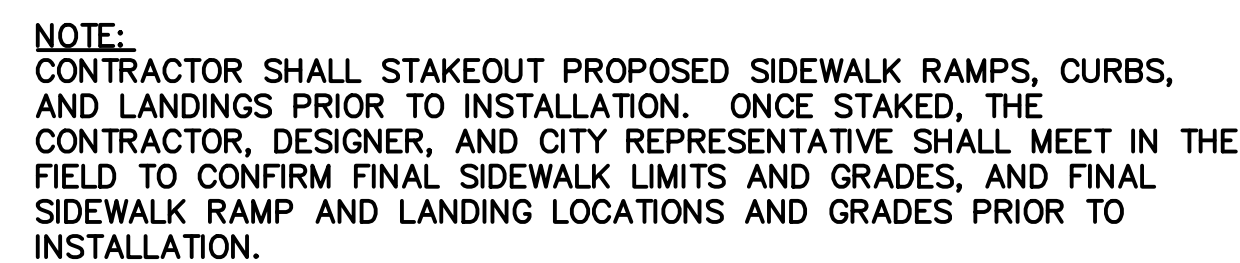 NOTE:
CONTRACTOR SHALL STAKEOUT PROPOSED SIDEWALK RAMPS, CURBS,
AND LANDINGS PRIOR TO INSTALLATION.  ONCE STAKED, THE
CONTRACTOR, DESIGNER, AND CITY REPRESENTATIVE SHALL MEET IN THE
FIELD TO CONFIRM FINAL SIDEWALK LIMITS AND GRADES, AND FINAL
SIDEWALK RAMP AND LANDING LOCATIONS AND GRADES PRIOR TO
INSTALLATION.